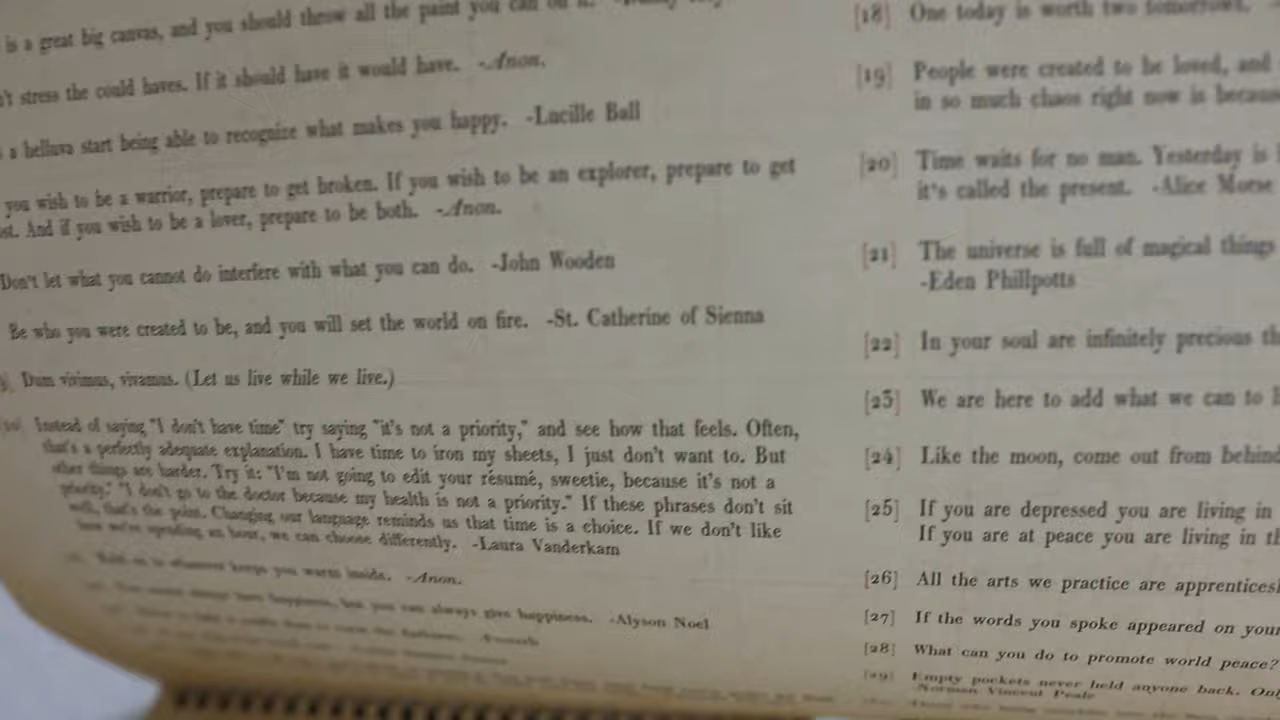 is a great big canvas, and you should throw all the paint you can on it.
stress the could haves. If it should have it would have. -Anon.
a helluva start being able to recognize what makes you happy. -Lucille Ball
you wish to be a warrior, prepare to get broken. If you wish to be an explorer, prepare to get
And if you wish to be a lover, prepare to be both. -Anon.
Don't let what you cannot do interfere with what you can do. -John Wooden
Be who you were created to be, and you will set the world on fire. -St. Catherine of Sienna
Dum vivimus, vivamus. (Let us live while we live.)
Instead of saying "I don't have time" try saying "it's not a priority," and see how that feels. Often,
that's a perfectly adequate explanation. I have time to iron my sheets, I just don't want to. But
other things are harder. Try it: "I'm not going to edit your résumé, sweetie, because it's not a
priority." "I don't go to the doctor because my health is not a priority." If these phrases don't sit
well, that's the point. Changing our language reminds us that time is a choice. If we don't like
how we're spending an hour, we can choose differently. -Laura Vanderkam
keeps you warm inside. -Anon.
happiness, but you can always give happiness. -Alyson Noel
[18] One today is worth two tomorrows.
[19] People were created to be loved, and
in so much chaos right now is because
[20] Time waits for no man. Yesterday is
it's called the present. -Alice Morse
[21] The universe is full of magical things
-Eden Phillpotts
[22] In your soul are infinitely precious
[23] We are here to add what we can to
[24] Like the moon, come out from behind
[25] If you are depressed you are living in
If you are at peace you are living in
[26] All the arts we practice are
[27] If the words you spoke appeared on your
[28] What can you do to promote world peace?
[29] Empty pockets never held anyone back.
-Norman Vincent Peale